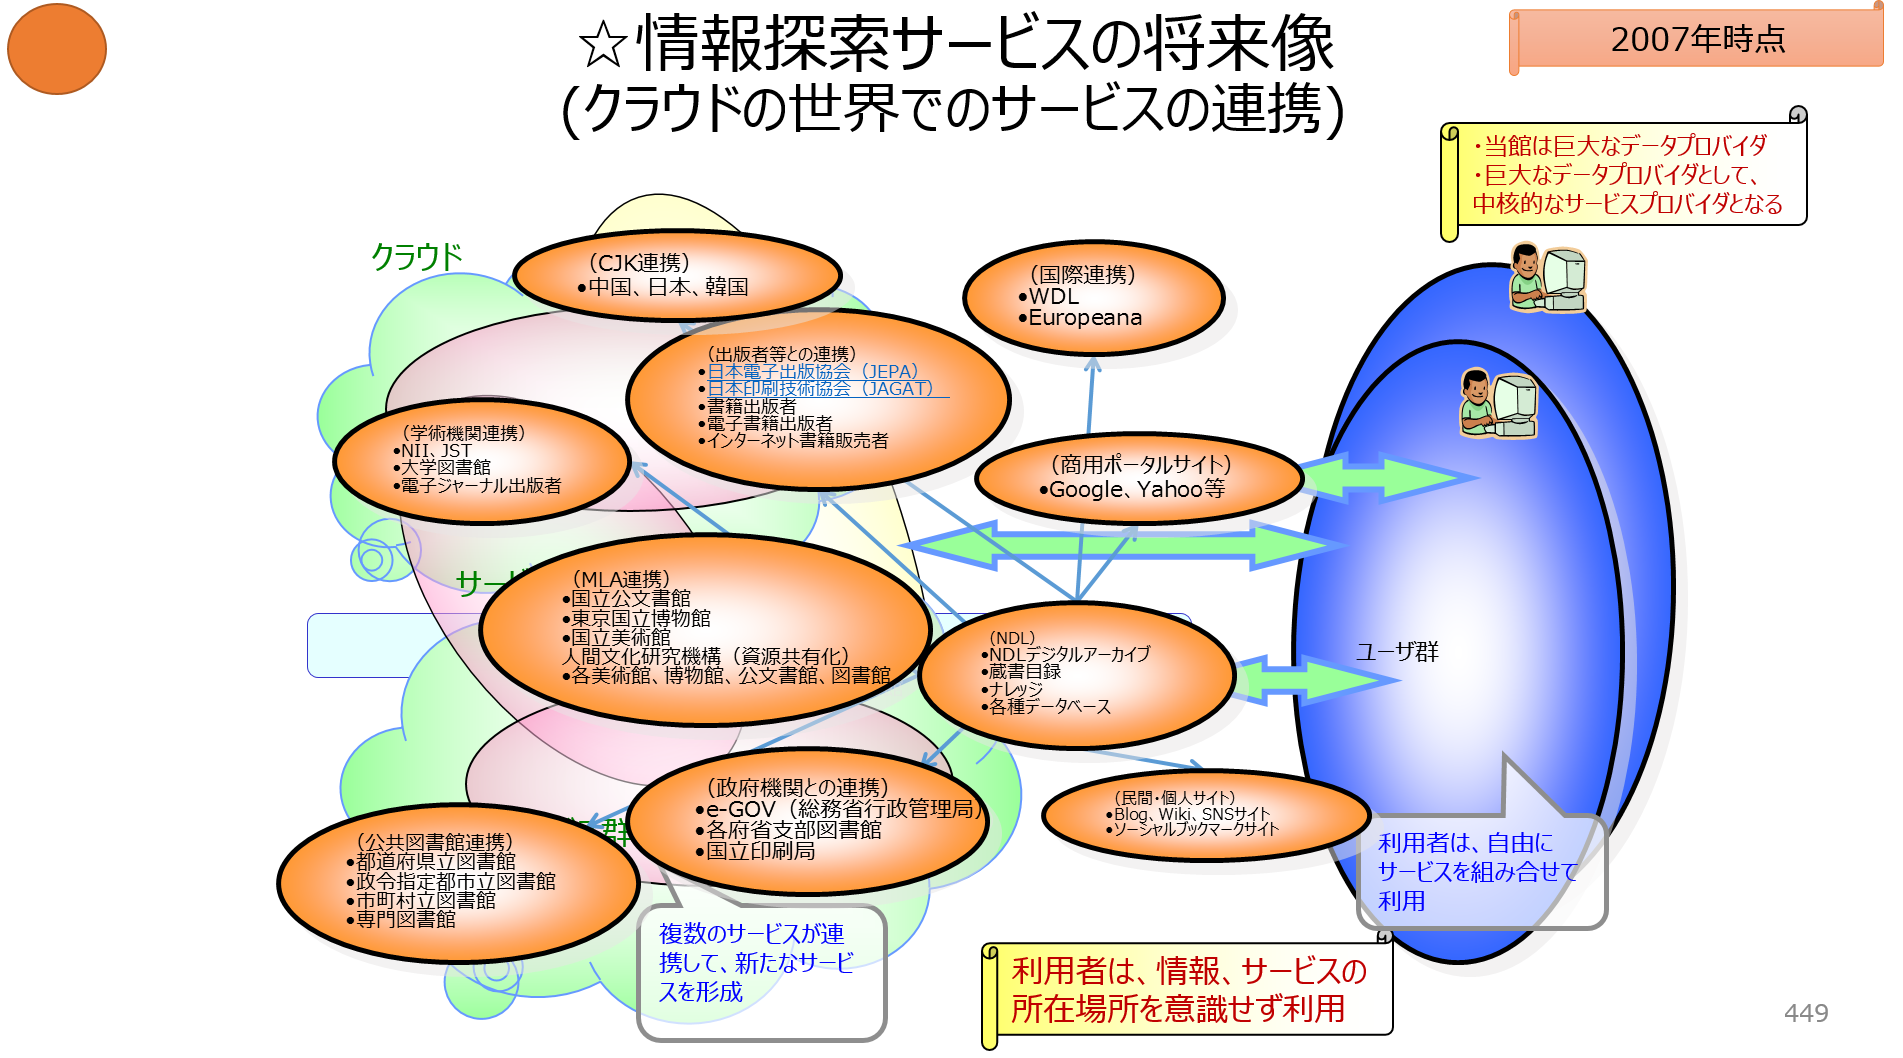 ☆情報探索サービスの将来像
(クラウドの世界でのサービスの連携)
2007年時点
・当館は巨大なデータプロバイダ
・巨大なデータプロバイダとして、
中核的なサービスプロバイダとなる
クラウド
（CJK連携）
●中国、日本、韓国
（国際連携）
●WDL
●Europeana
（出版者等との連携）
●日本電子出版協会（JEPA）
●日本印刷技術協会（JAGAT）
●書籍出版者
●電子書籍出版者
●インターネット書籍販売者
（学術機関連携）
●NII、JST
●大学図書館
●電子ジャーナル出版者
（商用ポータルサイト）
●Google、Yahoo等
サービ
（MLA連携）
●国立公文書館
●東京国立博物館
●国立美術館
人間文化研究機構（資源共有化）
●各美術館、博物館、公文書館、図書館
（NDL）
●NDLデジタルアーカイブ
●蔵書目録
●ナレッジ
●各種データベース
ユーザ群
（政府機関との連携）
●e-GOV（総務省行政管理局）
●各府省支部図書館
●国立印刷局
群
（民間・個人サイト）
●Blog、Wiki、SNSサイト
●ソーシャルブックマークサイト
（公共図書館連携）
●都道府県立図書館
●政令指定都市立図書館
●市町村立図書館
●専門図書館
利用者は、自由に
サービスを組み合せて
利用
複数のサービスが連
携して、新たなサービ
スを形成
利用者は、情報、サービスの
所在場所を意識せず利用
449